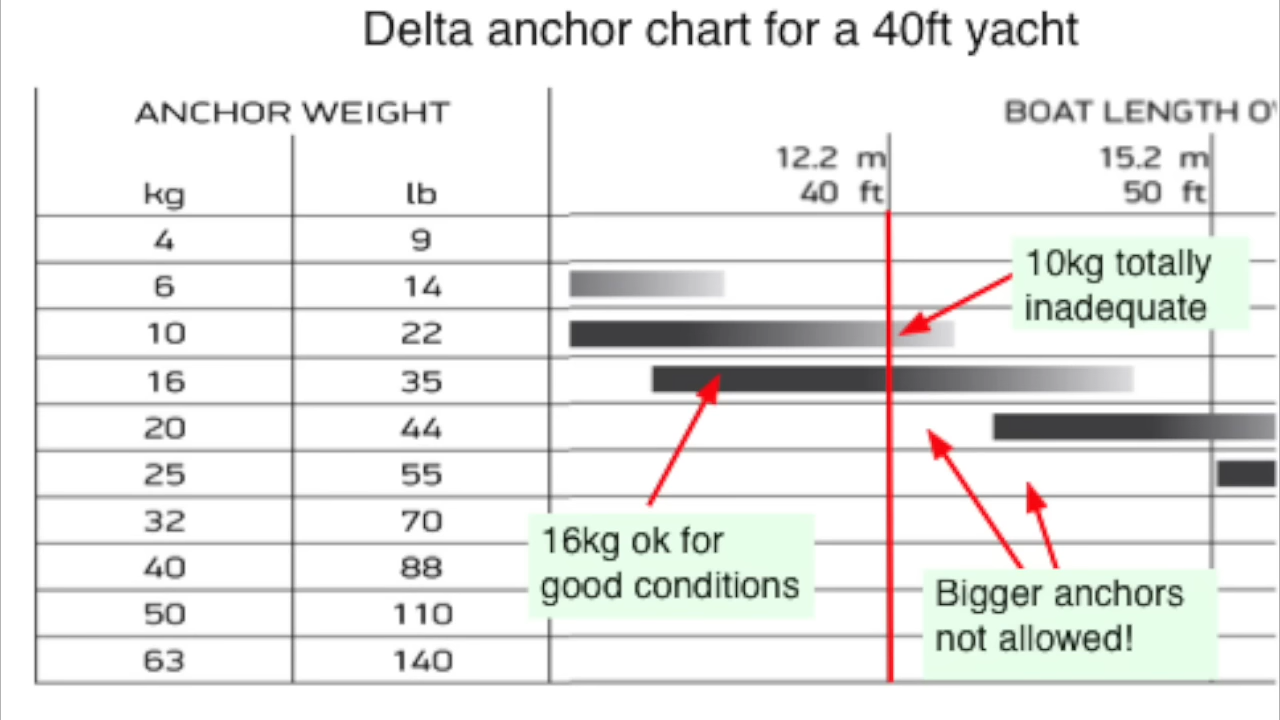 Delta anchor chart for a 40ft yacht
ANCHOR WEIGHT
BOAT LENGTH
12.2 m
15.2 m
kg
lb
40 ft
50 ft
4 9
6 14
10 22
16 35
20 44
25 55
32 70
40 88
50 110
63 140
10kg totally
inadequate
16kg ok for
good conditions
Bigger anchors
not allowed!